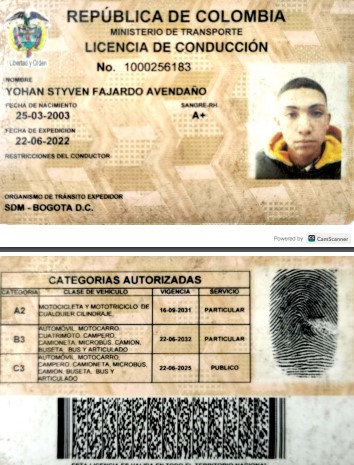 REPÚBLICA DE COLOMBIA
MINISTERIO DE TRANSPORTE
LICENCIA DE CONDUCCIÓN
Libertad y Orden
No. 1000256183
NOMBRE
YOHAN STYVEN FAJARDO AVENDAÑO
FECHA DE NACIMIENTO SANGRE-RH
25-03-2003 A+
FECHA DE EXPEDICION
22-06-2022
RESTRICCIONES DEL CONDUCTOR
ORGANISMO DE TRÁNSITO EXPEDIDOR
SDM - BOGOTA D.C.
Powered by CamScanner
CATEGORIAS AUTORIZADAS
CATEGORIA CLASE DE VEHICULO VIGENCIA SERVICIO
A2 MOTOCICLETA Y MOTOTRICICLO DE CUALQUIER CILINDRAJE. 16-09-2031 PARTICULAR
B3 AUTOMÓVIL, MOTOCARRO, CUATRIMOTO, CAMPERO, CAMIONETA, MICROBUS, CAMIÓN, BUSETA, BUS Y ARTICULADO 22-06-2032 PARTICULAR
C3 AUTOMÓVIL, MOTOCARRO, CAMPERO, CAMIONETA, MICROBUS, CAMIÓN, BUSETA, BUS Y ARTICULADO 22-06-2025 PUBLICO
ESTA LICENCIA ES VALIDA EN TODO EL TERRITORIO NACIONAL